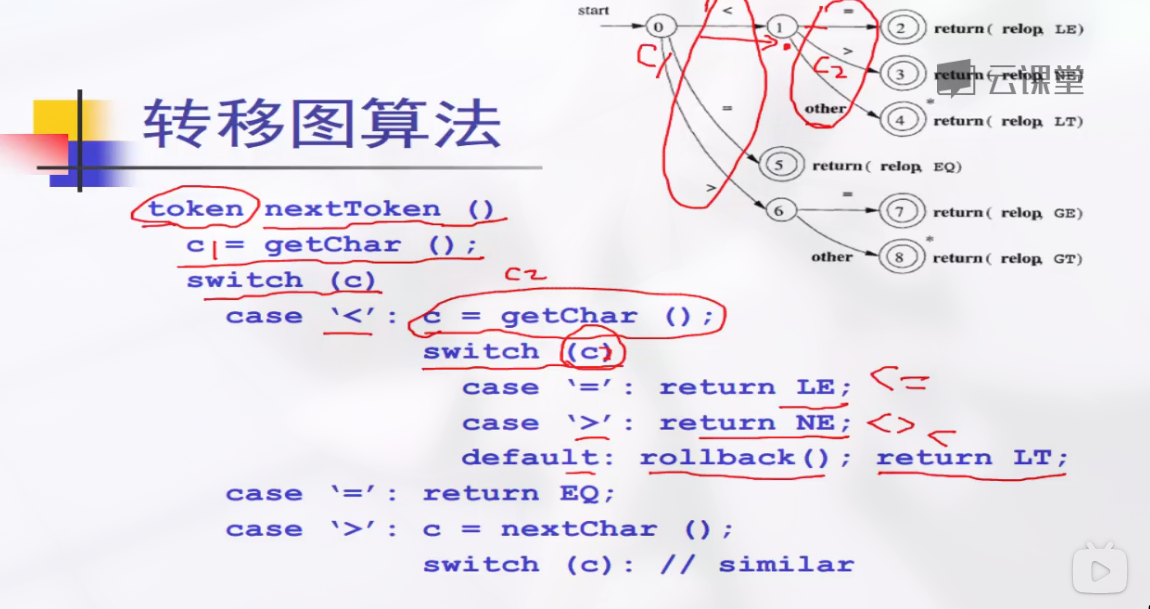 start 0 < 1 = 2 return( relop, LE)
C1 > 3 return( relop, NE)
C2 云课堂
other 4 * return( relop, LT)
= 5 return( relop, EQ)
> 6 = 7 return( relop, GE)
other 8 * return( relop, GT)
转移图算法
token nextToken ()
c = getChar ();
switch (c)
c2
case ‘<’: c = getChar ();
switch (c)
case ‘=’: return LE; <=
case ‘>’: return NE; <>
<
default: rollback(); return LT;
case ‘=’: return EQ;
case ‘>’: c = nextChar ();
switch (c): // similar